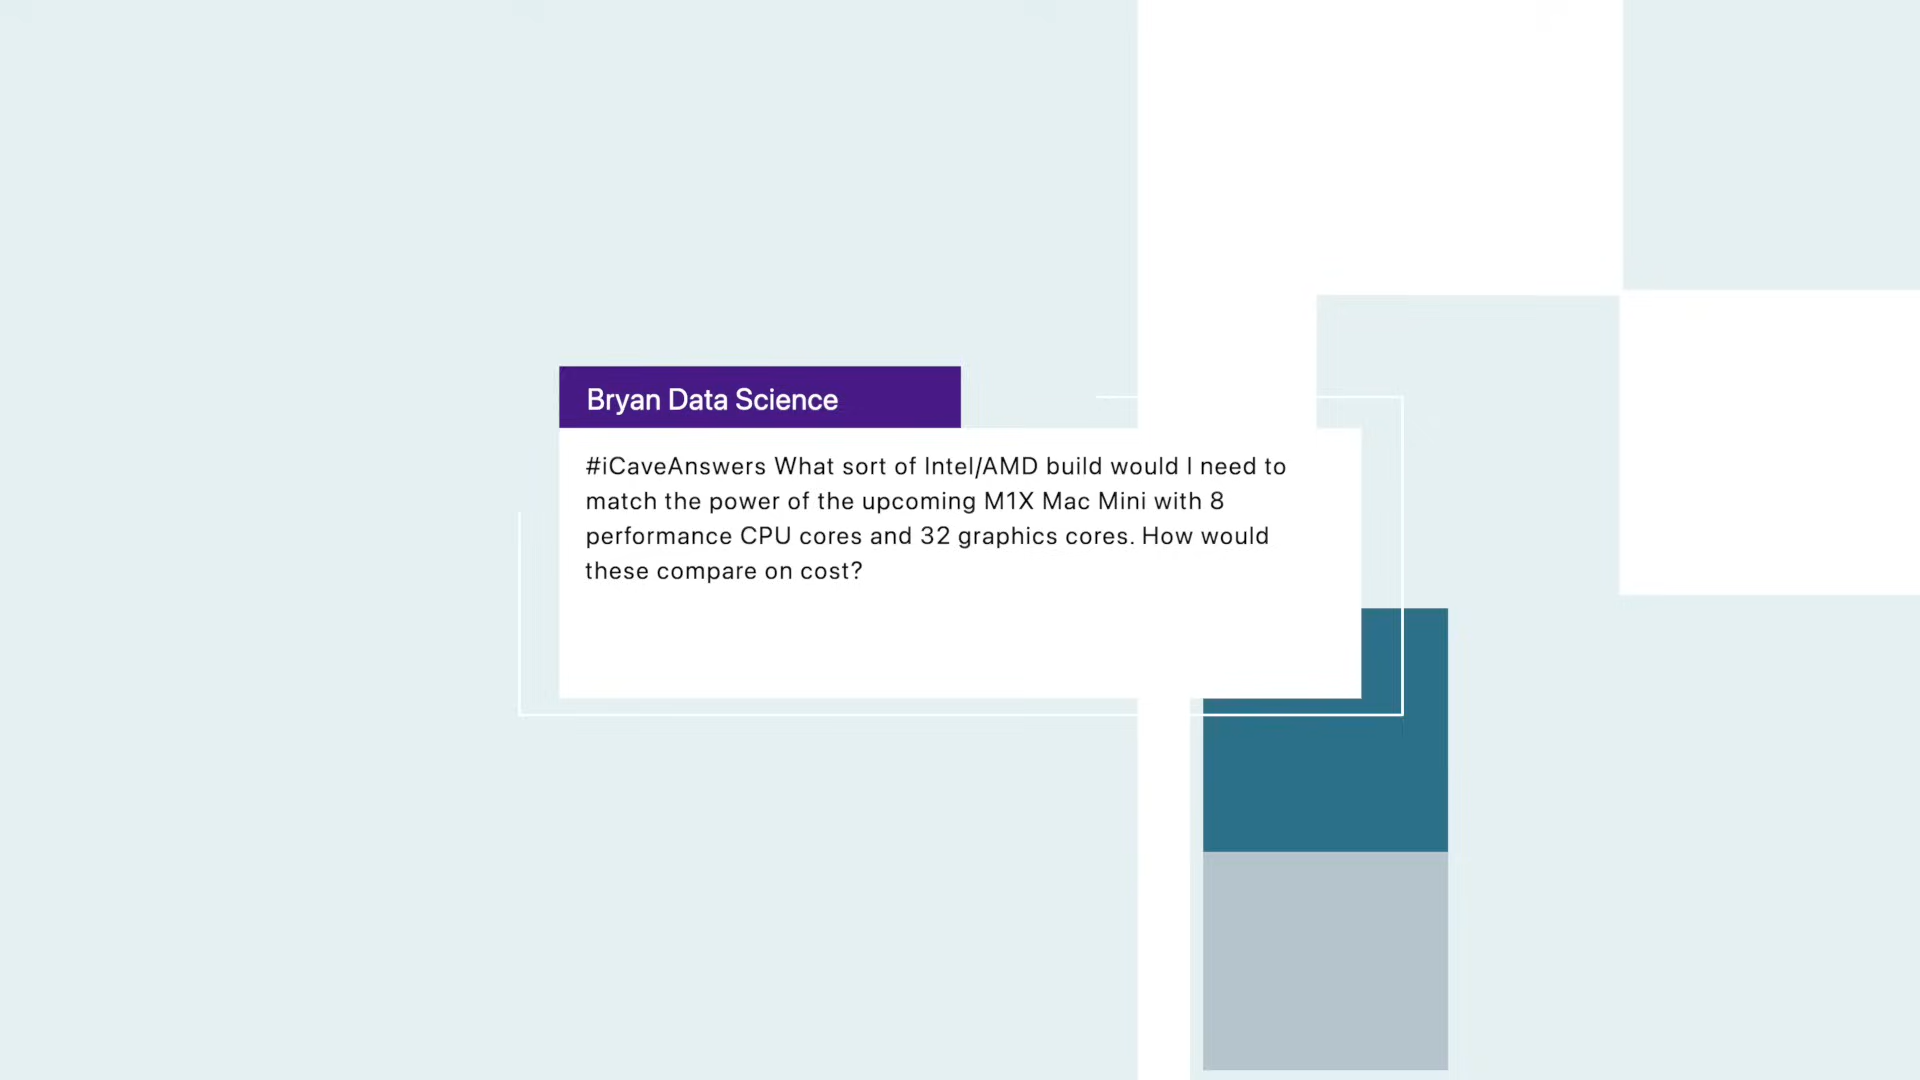 Bryan Data Science
#iCaveAnswers What sort of Intel/AMD build would I need to
match the power of the upcoming M1X Mac Mini with 8
performance CPU cores and 32 graphics cores. How would
these compare on cost?